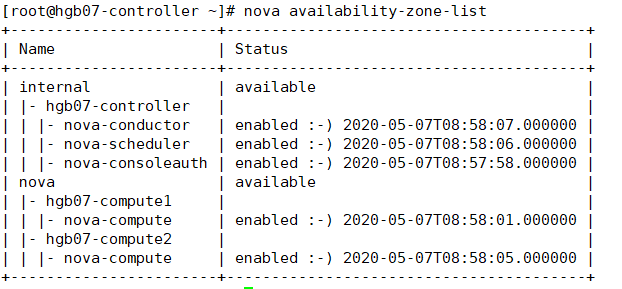 [root@hgb07-controller ~]# nova availability-zone-list
+-----------------------+---------------------------------------+
| Name                  | Status                                |
+-----------------------+---------------------------------------+
| internal              | available                             |
| |- hgb07-controller   |                                       |
| | |- nova-conductor   | enabled :-) 2020-05-07T08:58:07.000000 |
| | |- nova-scheduler   | enabled :-) 2020-05-07T08:58:06.000000 |
| | |- nova-consoleauth | enabled :-) 2020-05-07T08:57:58.000000 |
| nova                  | available                             |
| |- hgb07-compute1     |                                       |
| | |- nova-compute     | enabled :-) 2020-05-07T08:58:01.000000 |
| |- hgb07-compute2     |                                       |
| | |- nova-compute     | enabled :-) 2020-05-07T08:58:05.000000 |
+-----------------------+---------------------------------------+